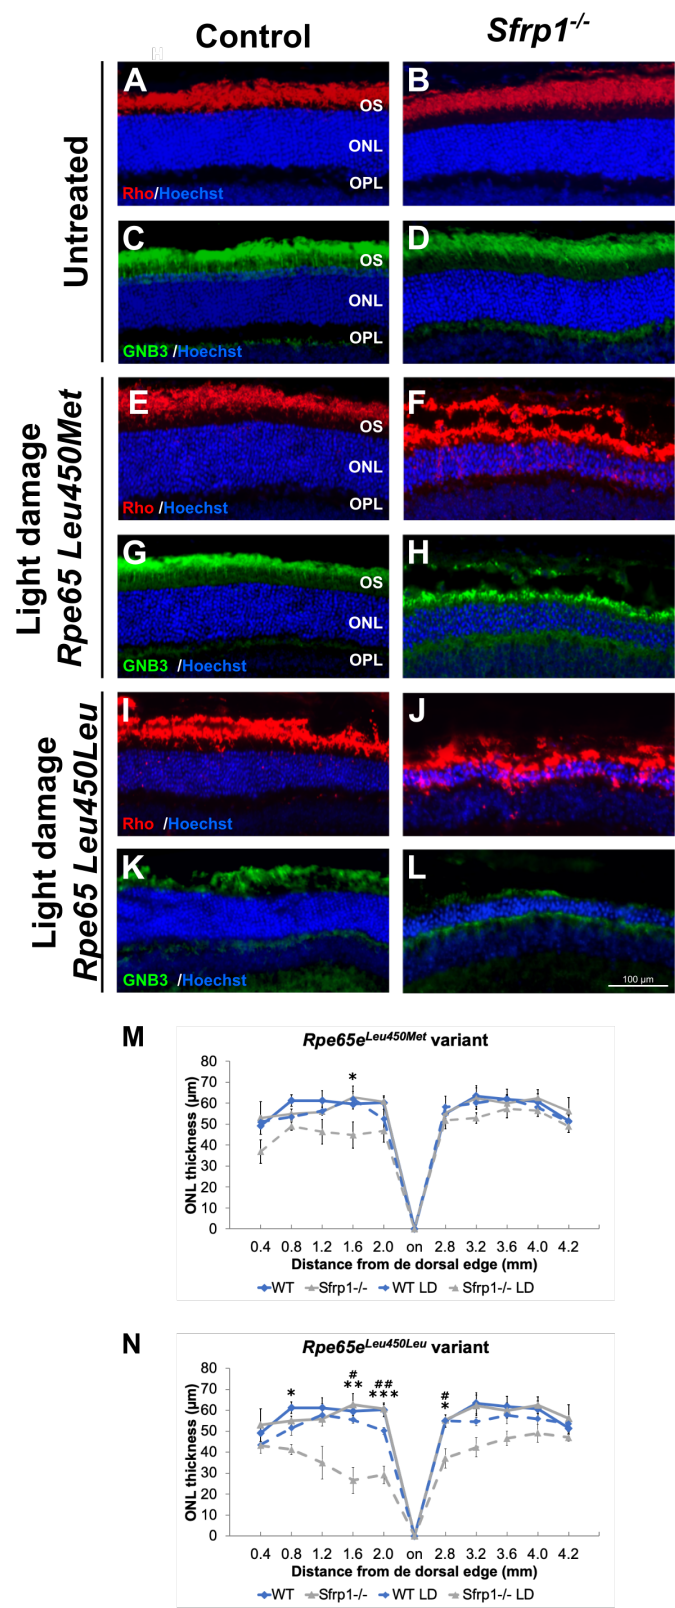 Control
Sfrp1-/-
H
Untreated
A
OS
ONL
OPL
Rho/Hoechst
B
C
OS
ONL
OPL
GNB3 /Hoechst
D
Light damage
Rpe65 Leu450Met
E
OS
ONL
OPL
Rho /Hoechst
F
G
OS
ONL
OPL
GNB3 /Hoechst
H
Light damage
Rpe65 Leu450Leu
I
Rho /Hoechst
J
K
GNB3 /Hoechst
L
100 µm
M
Rpe65eLeu450Met variant
ONL thickness (µm)
80
70
60
50
40
30
20
10
0
*
0.4 0.8 1.2 1.6 2.0 on 2.8 3.2 3.6 4.0 4.2
Distance from de dorsal edge (mm)
WT Sfrp1-/- WT LD Sfrp1-/- LD
N
Rpe65eLeu450Leu variant
ONL thickness (µm)
80
70
60
50
40
30
20
10
0
# ## #
* ** *** *
0.4 0.8 1.2 1.6 2.0 on 2.8 3.2 3.6 4.0 4.2
Distance from de dorsal edge (mm)
WT Sfrp1-/- WT LD Sfrp1-/- LD